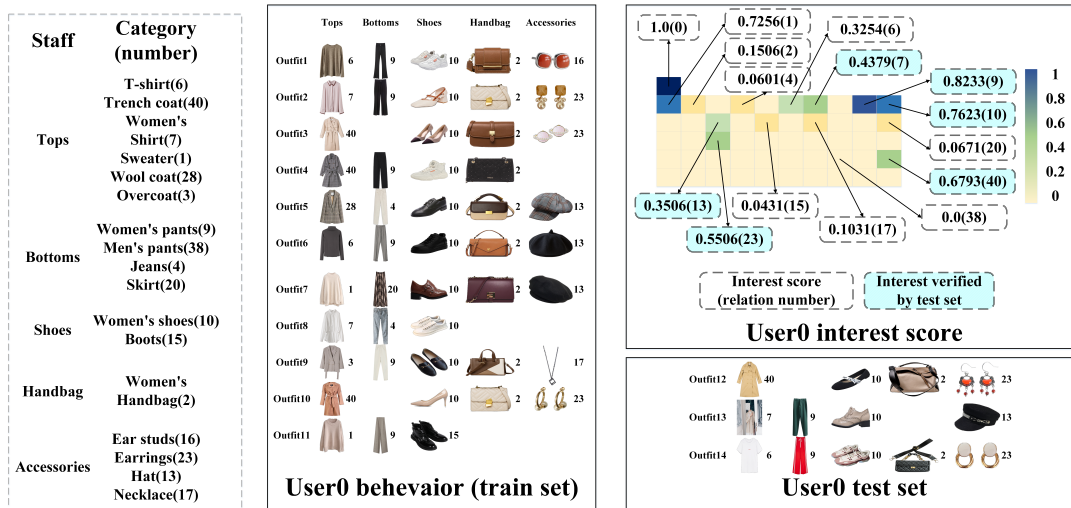 Staff
Category
(number)
Tops
T-shirt(6)
Trench coat(40)
Women's
Shirt(7)
Sweater(1)
Wool coat(28)
Overcoat(3)
Bottoms
Women's pants(9)
Men's pants(38)
Jeans(4)
Skirt(20)
Shoes
Women's shoes(10)
Boots(15)
Handbag
Women's
Handbag(2)
Accessories
Ear studs(16)
Earrings(23)
Hat(13)
Necklace(17)
Tops Bottoms Shoes Handbag Accessories
Outfit1 6 9 10 2 16
Outfit2 7 9 10 2 23
Outfit3 40 10 2 23
Outfit4 40 9 10 2
Outfit5 28 4 10 2 13
Outfit6 6 9 10 2 13
Outfit7 1 20 10 2 13
Outfit8 7 4 10
Outfit9 3 9 10 2 17
Outfit10 40 10 2 23
Outfit11 1 9 15
User0 behevaior (train set)
1.0(0)
0.7256(1)
0.1506(2)
0.0601(4)
0.3254(6)
0.4379(7)
0.8233(9)
0.7623(10)
0.0671(20)
0.6793(40)
0.3506(13)
0.0431(15)
0.0(38)
0.5506(23)
0.1031(17)
1
0.8
0.6
0.4
0.2
0
Interest score
(relation number)
Interest verified
by test set
User0 interest score
Outfit12 40 10 2 23
Outfit13 7 9 10 13
Outfit14 6 9 10 2 23
User0 test set